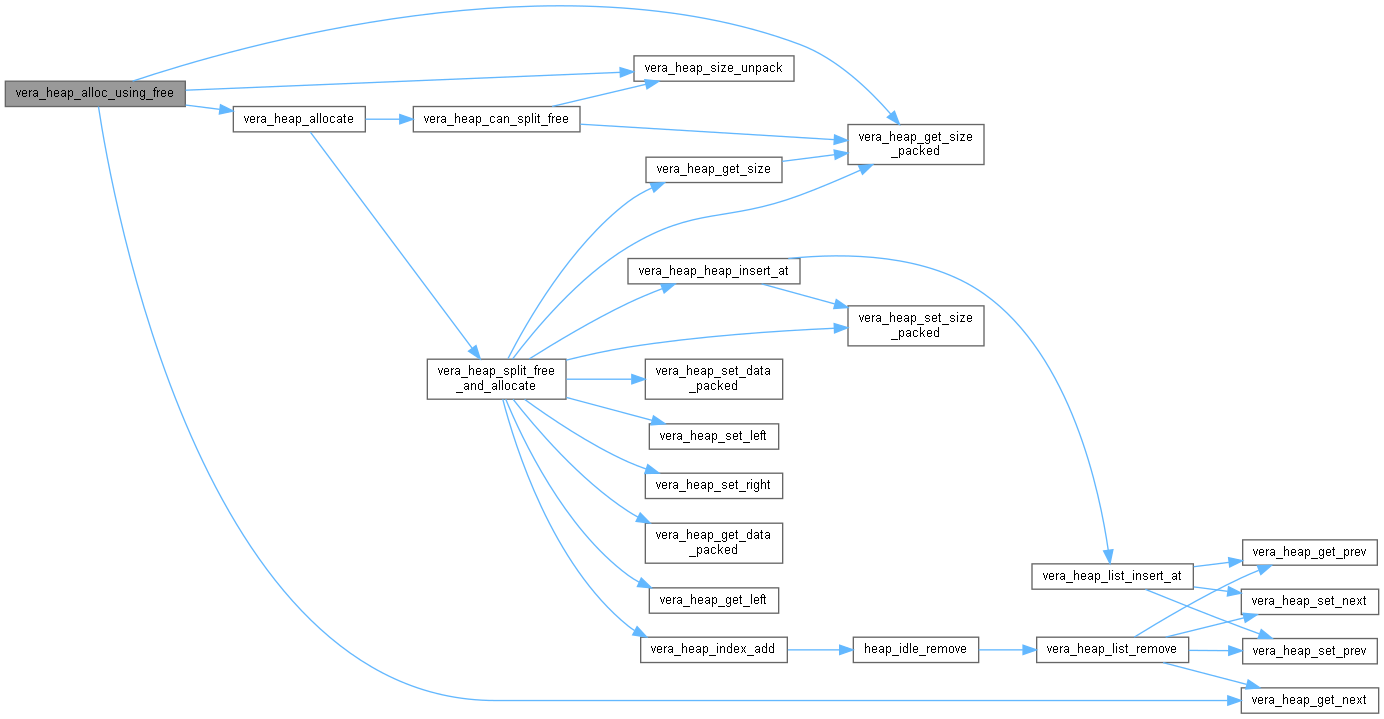 vera_heap_size_unpack
vera_heap_alloc_using_free
vera_heap_allocate
vera_heap_can_split_free
vera_heap_get_size
_packed
vera_heap_get_size
vera_heap_heap_insert_at
vera_heap_set_size
_packed
vera_heap_split_free
_and_allocate
vera_heap_set_data
_packed
vera_heap_set_left
vera_heap_set_right
vera_heap_get_data
_packed
vera_heap_get_prev
vera_heap_list_insert_at
vera_heap_get_left
vera_heap_set_next
vera_heap_index_add
heap_idle_remove
vera_heap_list_remove
vera_heap_set_prev
vera_heap_get_next